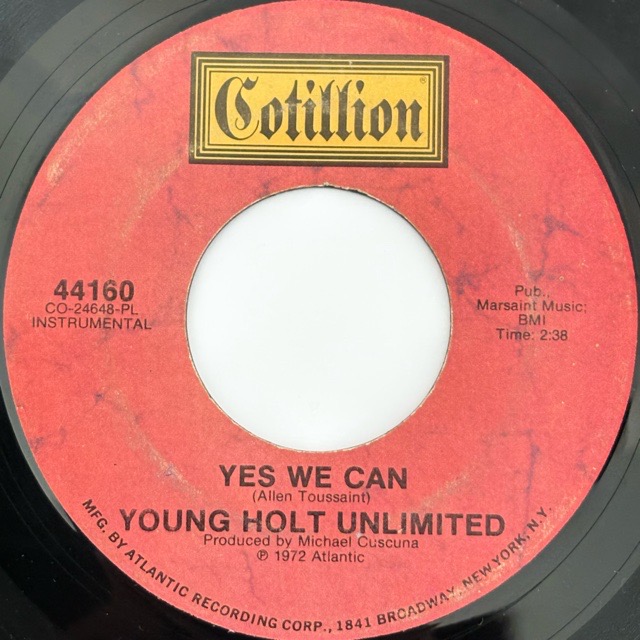 Cotillion®
44160
CO-24648-PL
INSTRUMENTAL
Pub.,
Marsaint Music;
BMI
Time: 2:38
YES WE CAN
(Allen Toussaint)
YOUNG HOLT UNLIMITED
Produced by Michael Cuscuna
℗ 1972 Atlantic
MFG. BY ATLANTIC RECORDING CORP., 1841 BROADWAY, NEW YORK, N.Y.